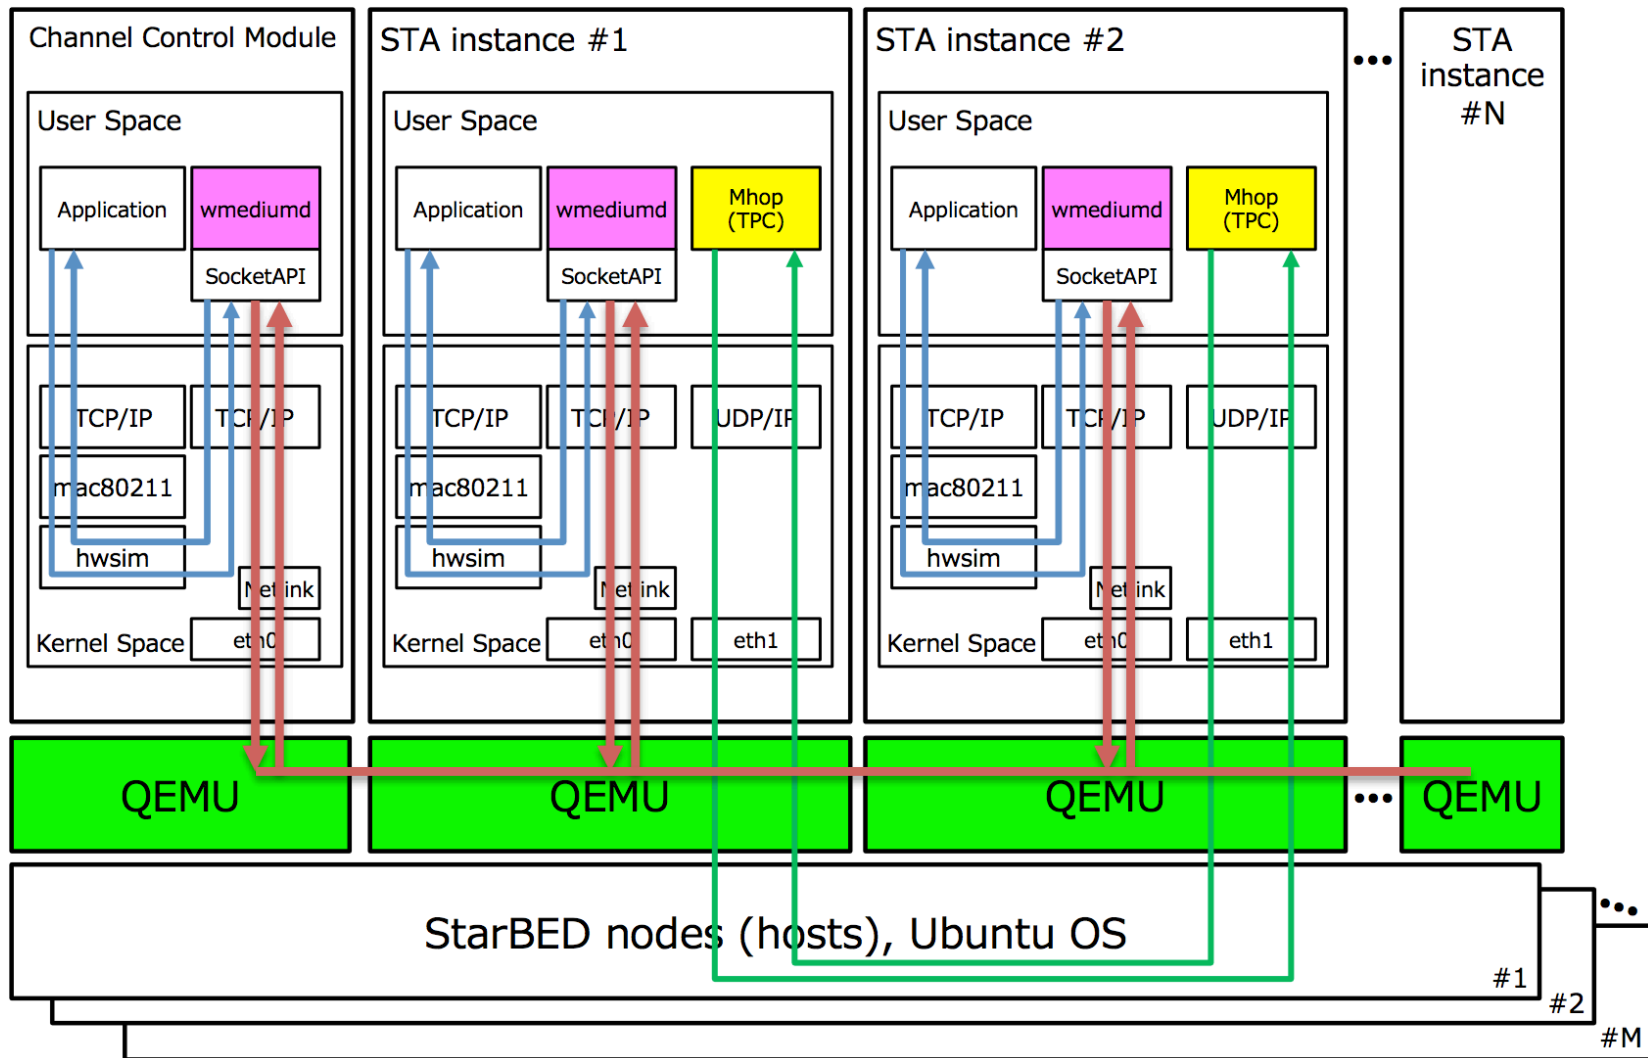 Channel Control Module
User Space
Application
wmediumd
SocketAPI
TCP/IP
TCP/IP
mac80211
hwsim
Netlink
Kernel Space
eth0
STA instance #1
User Space
Application
wmediumd
Mhop
(TPC)
SocketAPI
TCP/IP
TCP/IP
UDP/IP
mac80211
hwsim
Netlink
Kernel Space
eth0
eth1
STA instance #2
User Space
Application
wmediumd
Mhop
(TPC)
SocketAPI
TCP/IP
TCP/IP
UDP/IP
mac80211
hwsim
Netlink
Kernel Space
eth0
eth1
•••
STA
instance
#N
QEMU
QEMU
QEMU
•••
QEMU
StarBED nodes (hosts), Ubuntu OS
#1
#2
•••
#M